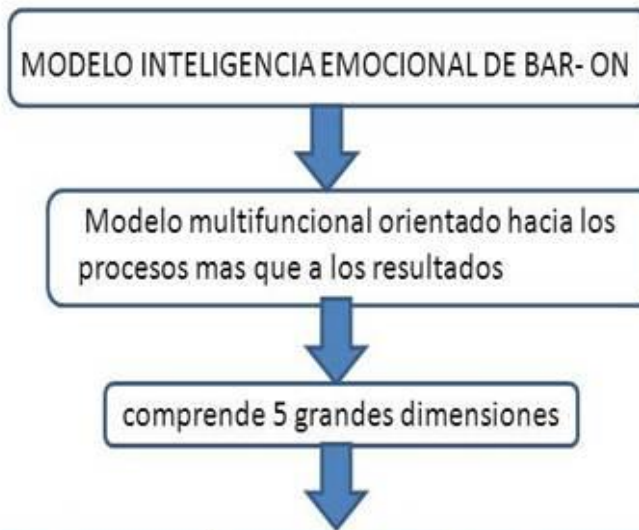 MODELO INTELIGENCIA EMOCIONAL DE BAR- ON
Modelo multifuncional orientado hacia los
procesos mas que a los resultados
comprende 5 grandes dimensiones